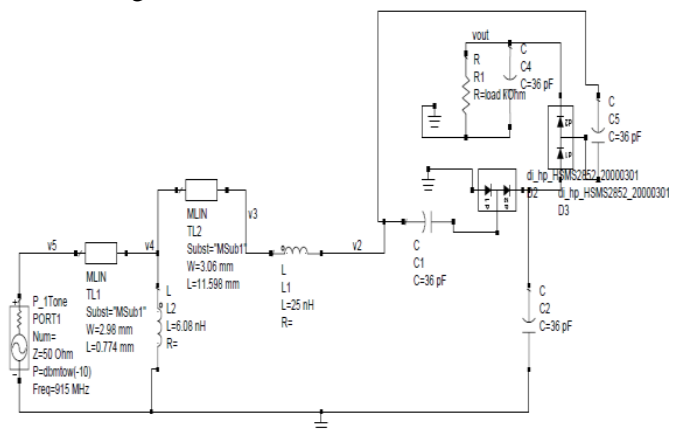 vout
R
R1
R=load kOhm
C
C4
C=36 pF
C
C5
C=36 pF
di_hp_HSMS2852_20000301
D2
di_hp_HSMS2852_20000301
D3
v3
MLIN
TL2
Subst="MSub1"
W=3.06 mm
L=11.598 mm
v5
v4
MLIN
TL1
Subst="MSub1"
W=2.98 mm
L=0.774 mm
L
L1
L=25 nH
R=
v2
C
C1
C=36 pF
L
L2
L=6.08 nH
R=
C
C2
C=36 pF
P_1Tone
PORT1
Num=
Z=50 Ohm
P=dbmtow(-10)
Freq=915 MHz